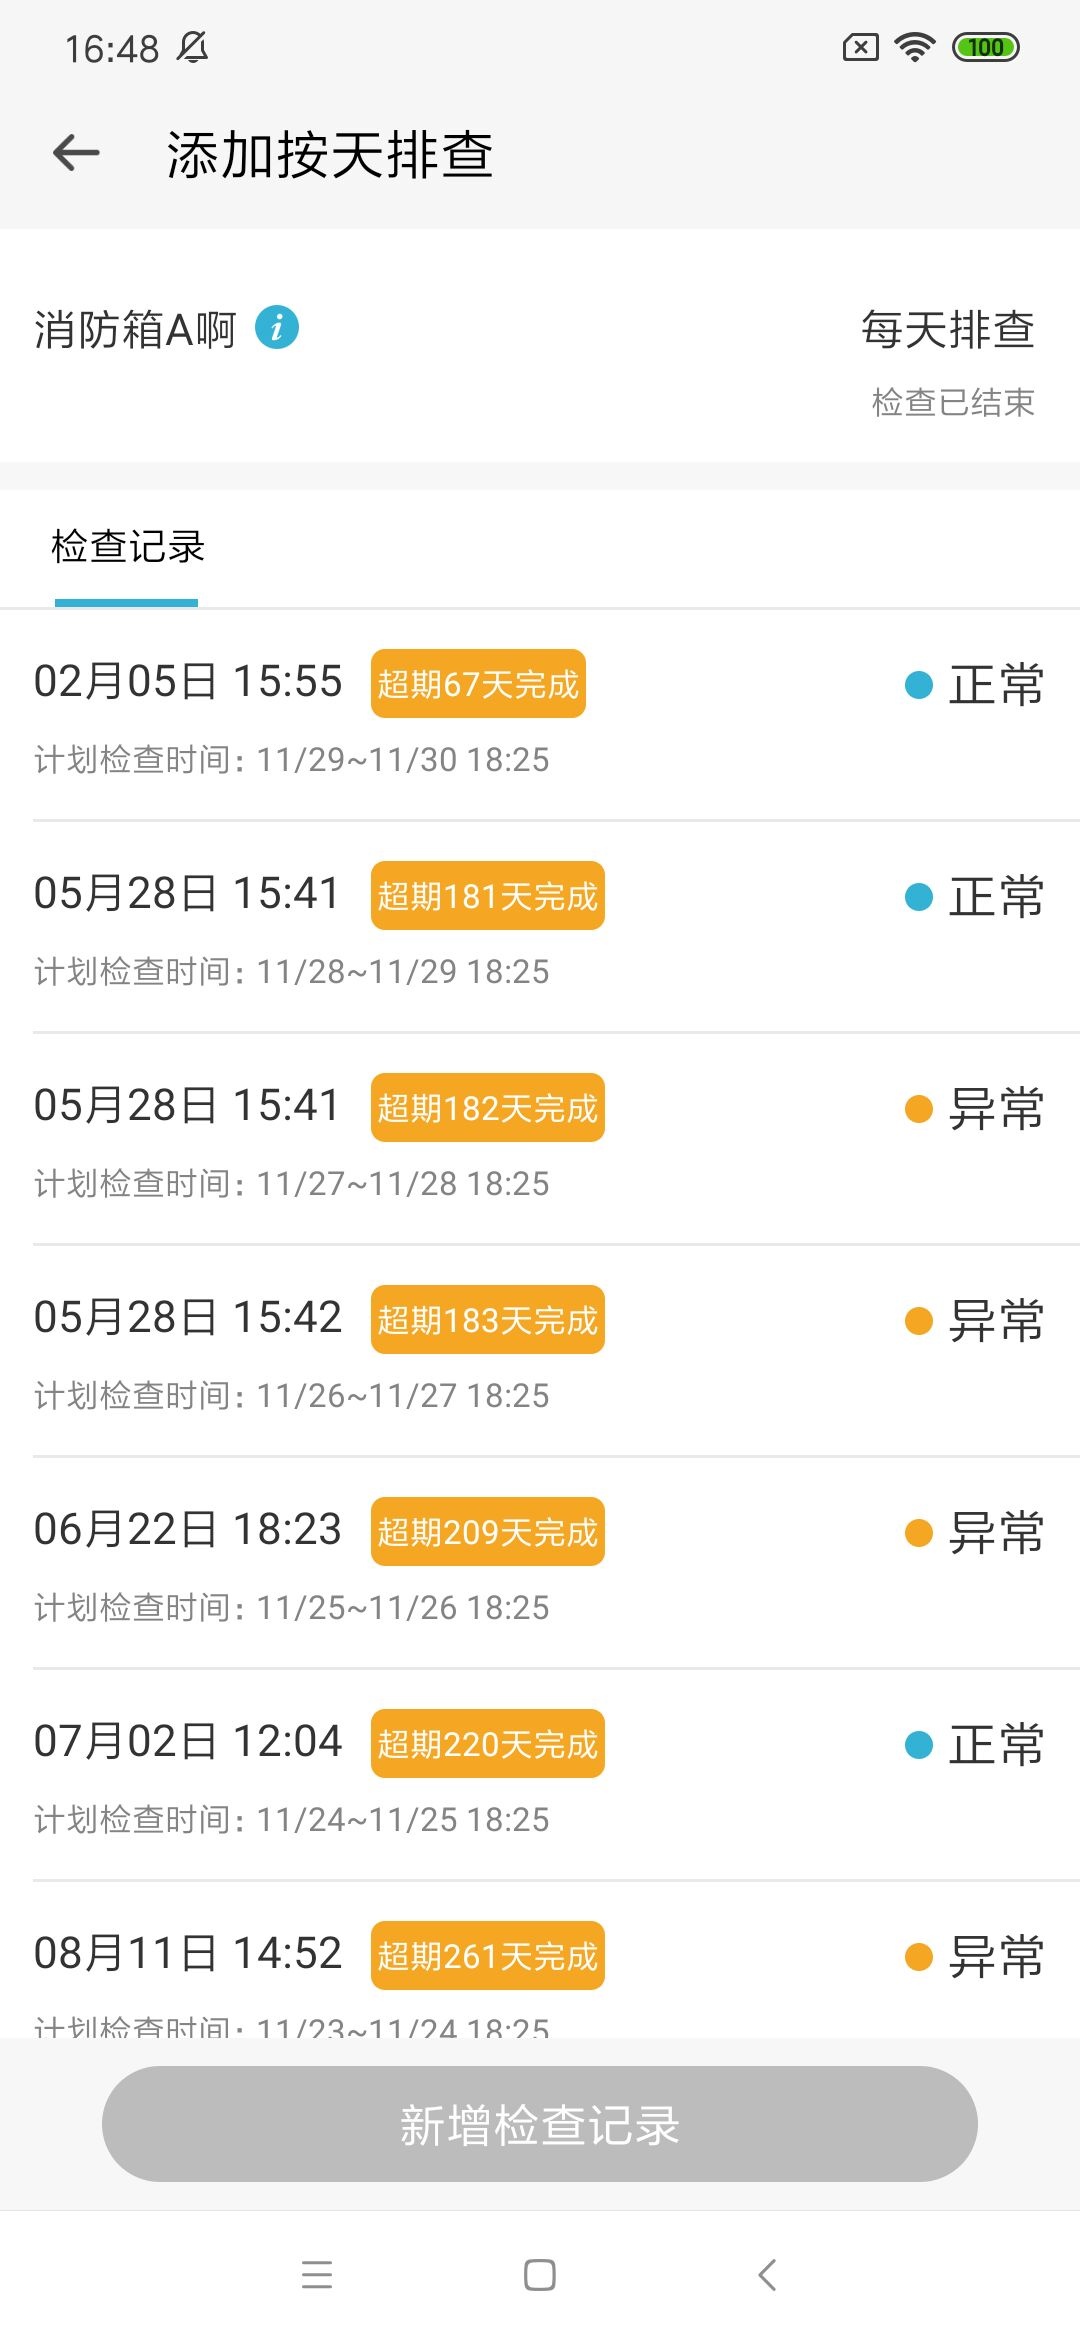 16:48 100
添加按天排查
消防箱A啊 i 每天排查
检查已结束
检查记录
02月05日 15:55 超期67天完成 正常
计划检查时间: 11/29~11/30 18:25
05月28日 15:41 超期181天完成 正常
计划检查时间: 11/28~11/29 18:25
05月28日 15:41 超期182天完成 异常
计划检查时间: 11/27~11/28 18:25
05月28日 15:42 超期183天完成 异常
计划检查时间: 11/26~11/27 18:25
06月22日 18:23 超期209天完成 异常
计划检查时间: 11/25~11/26 18:25
07月02日 12:04 超期220天完成 正常
计划检查时间: 11/24~11/25 18:25
08月11日 14:52 超期261天完成 异常
计划检查时间: 11/23~11/24 18:25
新增检查记录